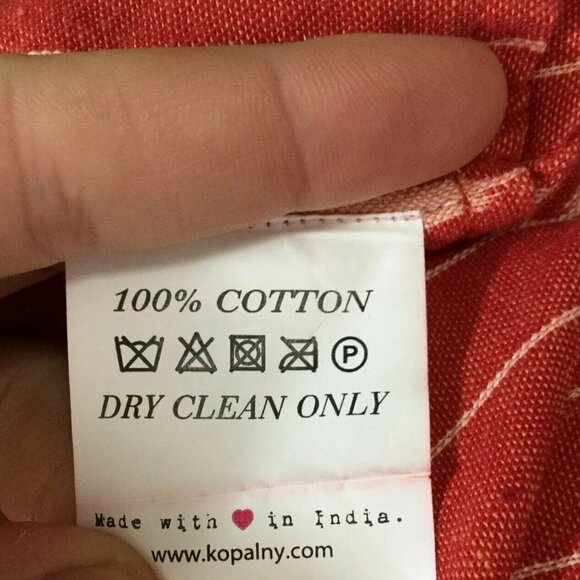 100% COTTON
P
DRY CLEAN ONLY
Made with ❤ in India.
www.kopalny.com